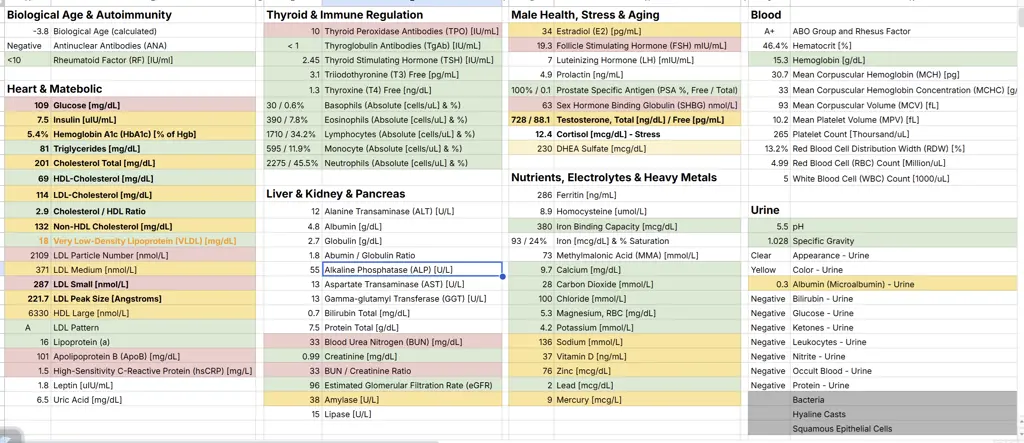 Biological Age & Autoimmunity
-3.8 Biological Age (calculated)
Negative Antinuclear Antibodies (ANA)
<10 Rheumatoid Factor (RF) [IU/ml]
Heart & Matebolic
109 Glucose [mg/dL]
7.5 Insulin [uIU/mL]
5.4% Hemoglobin A1c (HbA1c) [% of Hgb]
81 Triglycerides [mg/dL]
201 Cholesterol Total [mg/dL]
69 HDL-Cholesterol [mg/dL]
114 LDL-Cholesterol [mg/dL]
2.9 Cholesterol / HDL Ratio
132 Non-HDL Cholesterol [mg/dL]
18 Very Low-Density Lipoprotein (VLDL) [mg/dL]
2109 LDL Particle Number [nmol/L]
371 LDL Medium [nmol/L]
287 LDL Small [nmol/L]
221.7 LDL Peak Size [Angstroms]
6330 HDL Large [nmol/L]
A LDL Pattern
16 Lipoprotein (a)
101 Apolipoprotein B (ApoB) [mg/dL]
1.5 High-Sensitivity C-Reactive Protein (hsCRP) [mg/L]
1.8 Leptin [uIU/mL]
6.5 Uric Acid [mg/dL]
Thyroid & Immune Regulation
10 Thyroid Peroxidase Antibodies (TPO) [IU/mL]
< 1 Thyroglobulin Antibodies (TgAb) [IU/mL]
2.45 Thyroid Stimulating Hormone (TSH) [IU/mL]
3.1 Triiodothyronine (T3) Free [pg/mL]
1.3 Thyroxine (T4) Free [ng/dL]
30 / 0.6% Basophils (Absolute [cells/uL] & %)
390 / 7.8% Eosinophils (Absolute [cells/uL] & %)
1710 / 34.2% Lymphocytes (Absolute [cells/uL] & %)
595 / 11.9% Monocyte (Absolute [cells/uL] & %)
2275 / 45.5% Neutrophils (Absolute [cells/uL] & %)
Liver & Kidney & Pancreas
12 Alanine Transaminase (ALT) [U/L]
4.8 Albumin [g/dL]
2.7 Globulin [g/dL]
1.8 Abumin / Globulin Ratio
55 Alkaline Phosphatase (ALP) [U/L]
13 Aspartate Transaminase (AST) [U/L]
13 Gamma-glutamyl Transferase (GGT) [U/L]
0.7 Bilirubin Total [mg/dL]
7.5 Protein Total [g/dL]
33 Blood Urea Nitrogen (BUN) [mg/dL]
0.99 Creatinine [mg/dL]
33 BUN / Creatinine Ratio
96 Estimated Glomerular Filtration Rate (eGFR)
38 Amylase [U/L]
15 Lipase [U/L]
Male Health, Stress & Aging
34 Estradiol (E2) [pg/mL]
19.3 Follicle Stimulating Hormone (FSH) mIU/mL]
7 Luteinizing Hormone (LH) [mIU/mL]
4.9 Prolactin [ng/mL]
100% / 0.1 Prostate Specific Antigen (PSA %, Free / Total)
63 Sex Hormone Binding Globulin (SHBG) nmol/L]
728 / 88.1 Testosterone, Total [ng/dL] / Free [pg/mL]
12.4 Cortisol [mcg/dL] - Stress
230 DHEA Sulfate [mcg/dL]
Nutrients, Electrolytes & Heavy Metals
286 Ferritin [ng/mL]
8.9 Homocysteine [umol/L]
380 Iron Binding Capacity [mcg/dL]
93 / 24% Iron [mcg/dL] & % Saturation
73 Methylmalonic Acid (MMA) [nmol/L]
9.7 Calcium [mg/dL]
28 Carbon Dioxide [mmol/L]
100 Chloride [mmol/L]
5.3 Magnesium, RBC [mg/dL]
4.2 Potassium [mmol/L]
136 Sodium [mmol/L]
37 Vitamin D [ng/mL]
76 Zinc [mcg/dL]
2 Lead [mcg/dL]
9 Mercury [mcg/L]
Blood
A+ ABO Group and Rhesus Factor
46.4% Hematocrit [%]
15.3 Hemoglobin [g/dL]
30.7 Mean Corpuscular Hemoglobin (MCH) [pg]
33 Mean Corpuscular Hemoglobin Concentration (MCHC) [g/
93 Mean Corpuscular Volume (MCV) [fL]
10.2 Mean Platelet Volume (MPV) [fL]
265 Platelet Count [Thoursand/uL]
13.2% Red Blood Cell Distribution Width (RDW) [%]
4.99 Red Blood Cell (RBC) Count [Million/uL]
5 White Blood Cell (WBC) Count [1000/uL]
Urine
5.5 pH
1.028 Specific Gravity
Clear Appearance - Urine
Yellow Color - Urine
0.3 Albumin (Microalbumin) - Urine
Negative Bilirubin - Urine
Negative Glucose - Urine
Negative Ketones - Urine
Negative Leukocytes - Urine
Negative Nitrite - Urine
Negative Occult Blood - Urine
Negative Protein - Urine
Bacteria
Hyaline Casts
Squamous Epithelial Cells